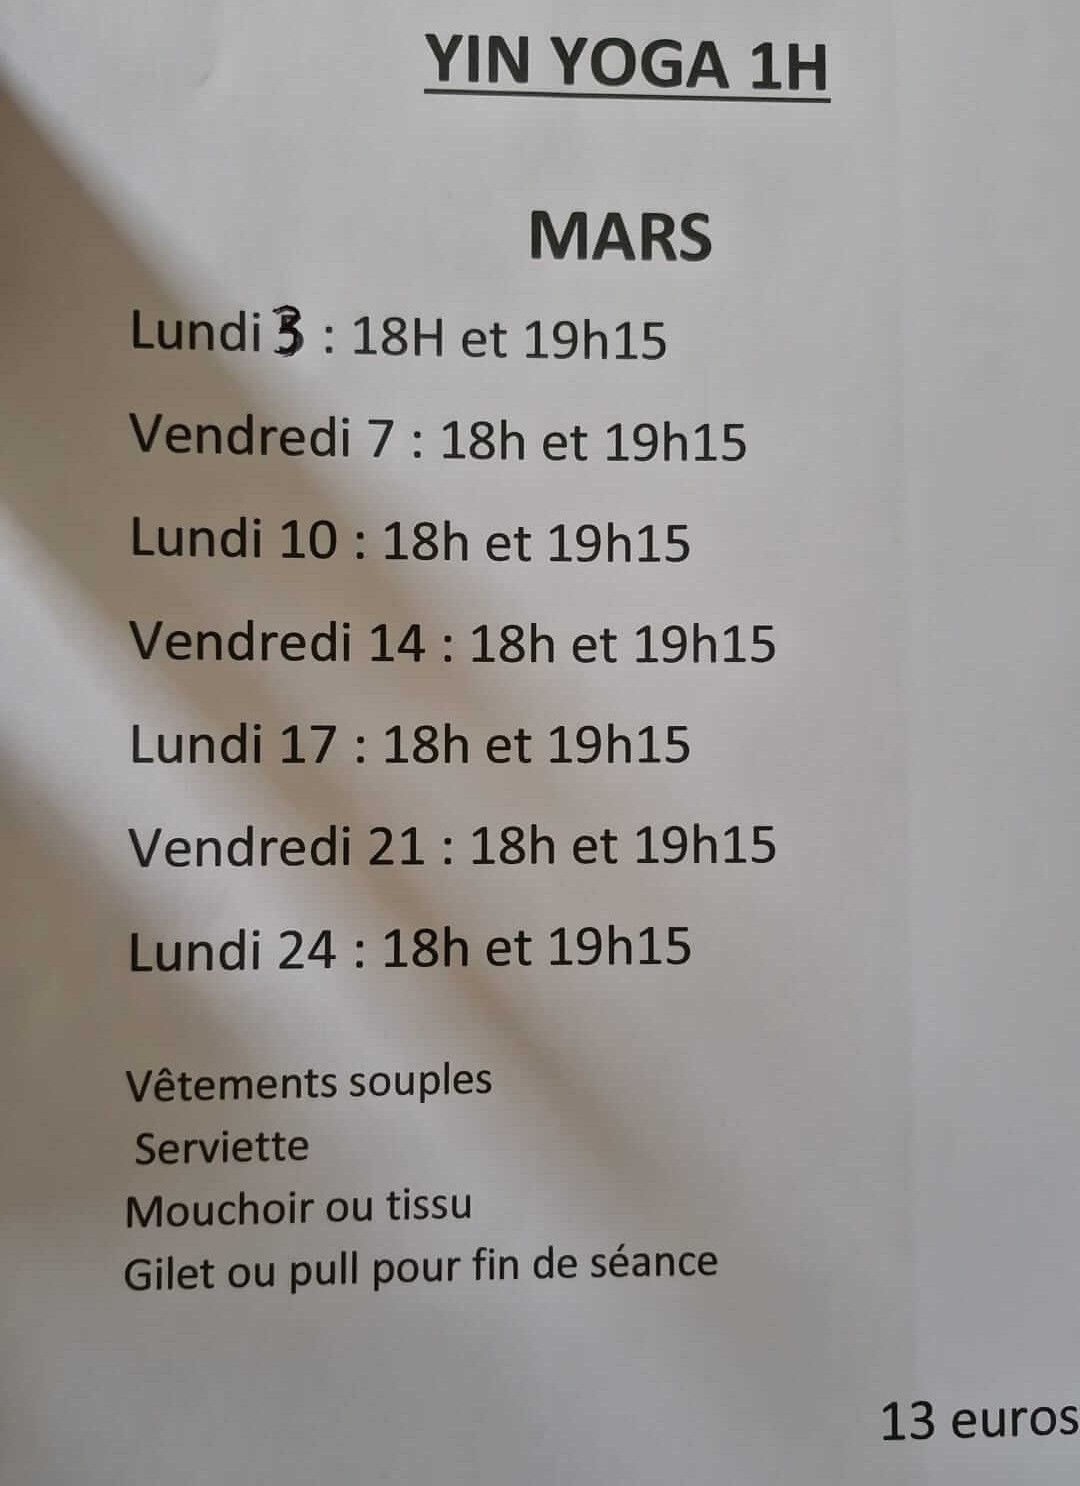 YIN YOGA 1H
MARS
Lundi 3 : 18H et 19h15
Vendredi 7 : 18h et 19h15
Lundi 10 : 18h et 19h15
Vendredi 14 : 18h et 19h15
Lundi 17 : 18h et 19h15
Vendredi 21 : 18h et 19h15
Lundi 24 : 18h et 19h15
Vêtements souples
Serviette
Mouchoir ou tissu
Gilet ou pull pour fin de séance
13 euros